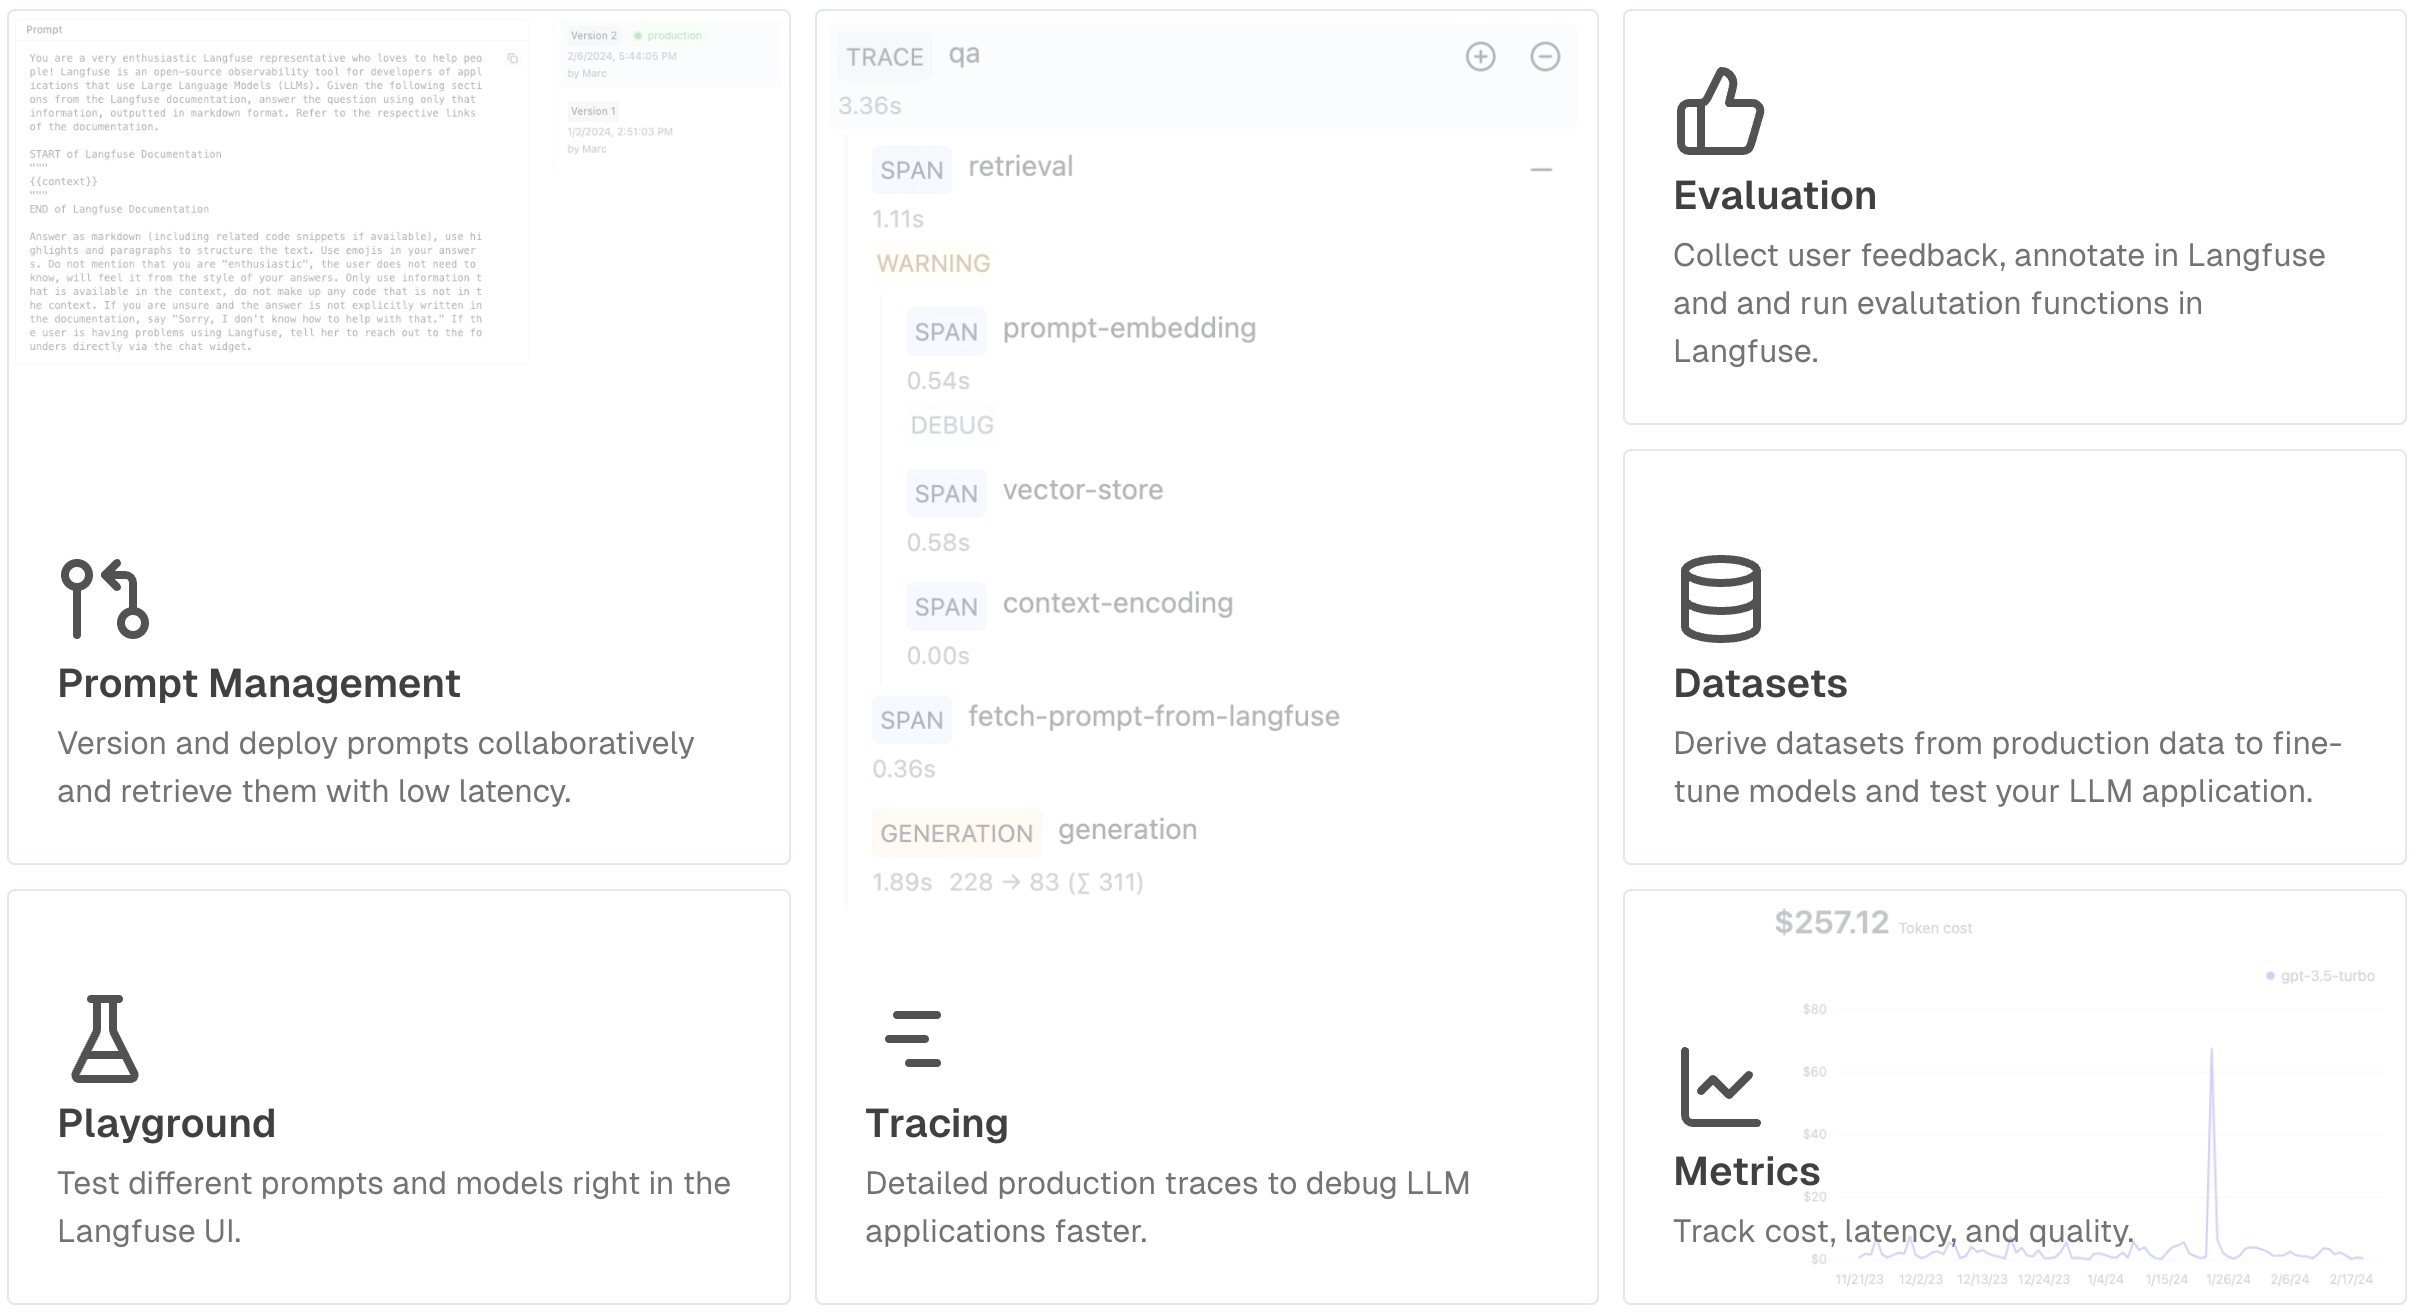 Prompt
You are a very enthusiastic Langfuse representative who loves to help peo
ple! Langfuse is an open-source observability tool for developers of appl
ications that use Large Language Models (LLMs). Given the following secti
ons from the Langfuse documentation, answer the question using only that
information, outputted in markdown format. Refer to the respective links
of the documentation.
START of Langfuse Documentation
"""
{{context}}
"""
END of Langfuse Documentation
Answer as markdown (including related code snippets if available), use hi
ghlights and paragraphs to structure the text. Use emojis in your answer
s. Do not mention that you are "enthusiastic", the user does not need to
know, will feel it from the style of your answers. Only use information t
hat is available in the context, do not make up any code that is not in t
he context. If you are unsure and the answer is not explicitly written in
the documentation, say "Sorry, I don't know how to help with that." If th
e user is having problems using Langfuse, tell her to reach out to the fo
unders directly via the chat widget.
Version 2 production
2/6/2024, 5:44:05 PM
by Marc
Version 1
1/2/2024, 2:51:03 PM
by Marc
Prompt Management
Version and deploy prompts collaboratively
and retrieve them with low latency.
Playground
Test different prompts and models right in the
Langfuse UI.
TRACE qa
3.36s
SPAN retrieval
1.11s
WARNING
SPAN prompt-embedding
0.54s
DEBUG
SPAN vector-store
0.58s
SPAN context-encoding
0.00s
SPAN fetch-prompt-from-langfuse
0.36s
GENERATION generation
1.89s 228 → 83 (∑ 311)
Tracing
Detailed production traces to debug LLM
applications faster.
Evaluation
Collect user feedback, annotate in Langfuse
and and run evalutation functions in
Langfuse.
Datasets
Derive datasets from production data to fine-
tune models and test your LLM application.
$257.12 Token cost
gpt-3.5-turbo
$80
$60
$40
$20
$0
11/21/23 12/2/23 12/13/23 12/24/23 1/4/24 1/15/24 1/26/24 2/6/24 2/17/24
Metrics
Track cost, latency, and quality.